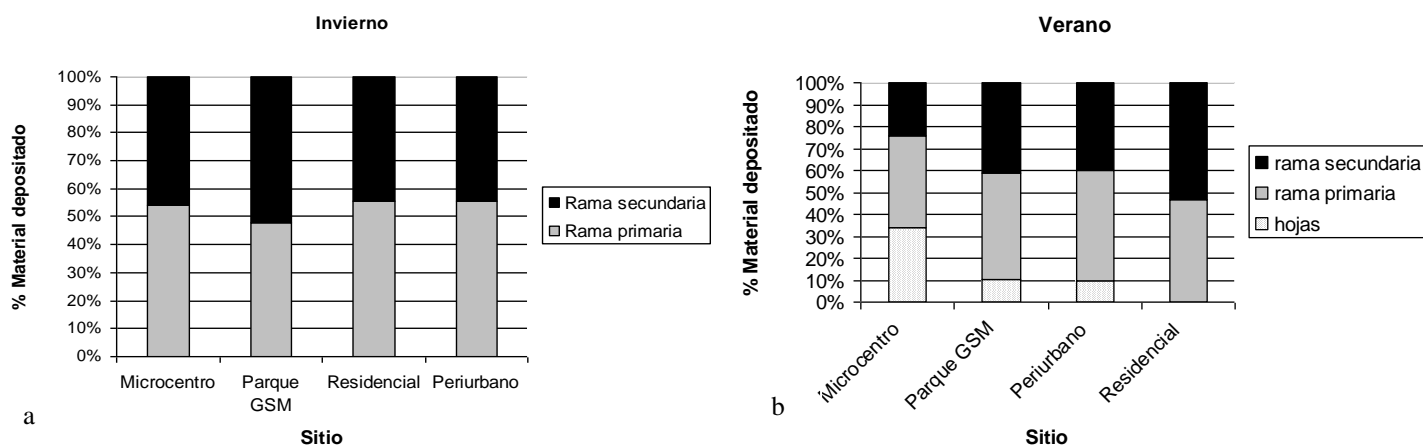 Invierno
% Material depositado
100%
90%
80%
70%
60%
50%
40%
30%
20%
10%
0%
Microcentro
Parque
GSM
Residencial
Periurbano
Sitio
Rama secundaria
Rama primaria
a
Verano
% Material depositado
100%
90%
80%
70%
60%
50%
40%
30%
20%
10%
0%
Microcentro
Parque GSM
Periurbano
Residencial
Sitio
rama secundaria
rama primaria
hojas
b